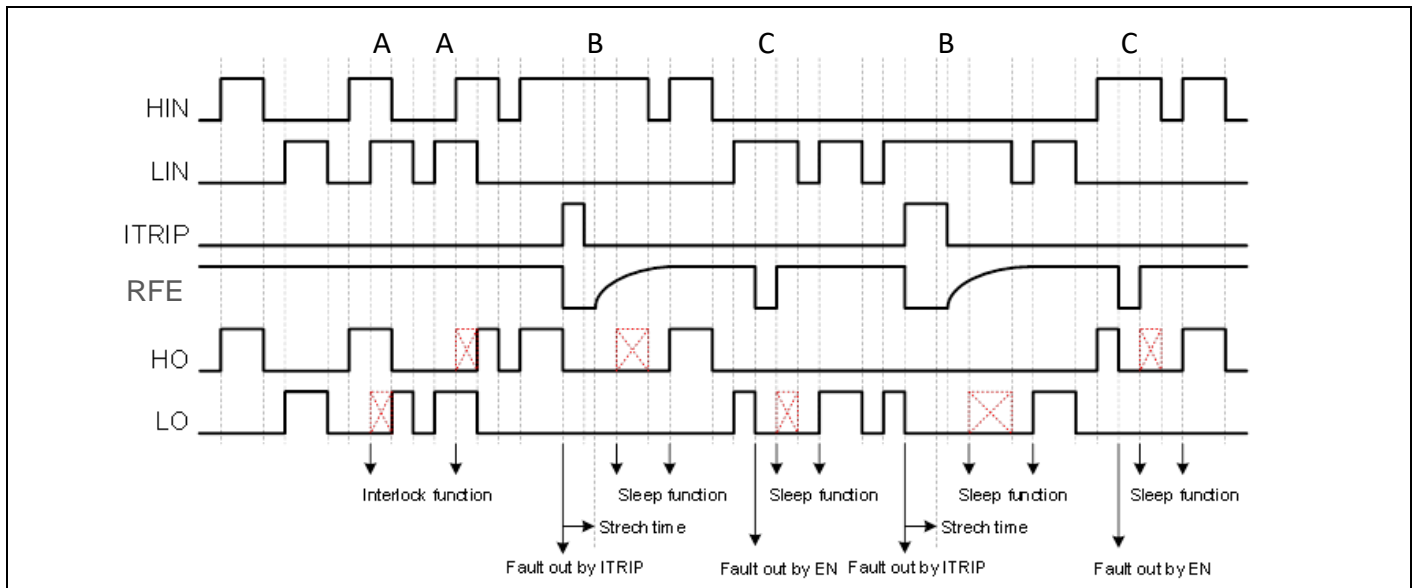 A A B C B C
HIN
LIN
ITRIP
RFE
HO
LO
Interlock function Sleep function Sleep function Sleep function Sleep function
Strech time Strech time
Fault out by ITRIP Fault out by EN Fault out by ITRIP Fault out by EN